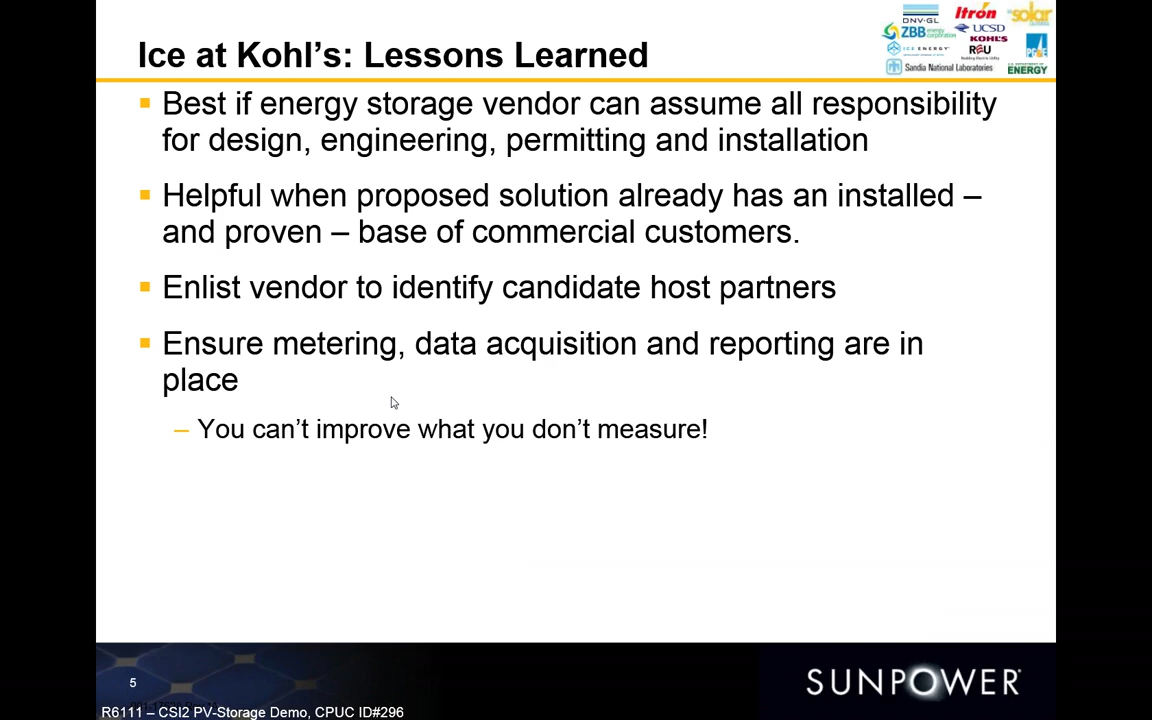 Ice at Kohl’s: Lessons Learned
DNV·GL
Itron
solar
ZBB energy corporation
UCSD
KOHL'S
ICE ENERGY
RPU
PG&E
Sandia National Laboratories
ENERGY
Best if energy storage vendor can assume all responsibility
for design, engineering, permitting and installation
Helpful when proposed solution already has an installed –
and proven – base of commercial customers.
Enlist vendor to identify candidate host partners
Ensure metering, data acquisition and reporting are in
place
– You can’t improve what you don’t measure!
5
SUNPOWER
R6111 – CSI2 PV-Storage Demo, CPUC ID#296